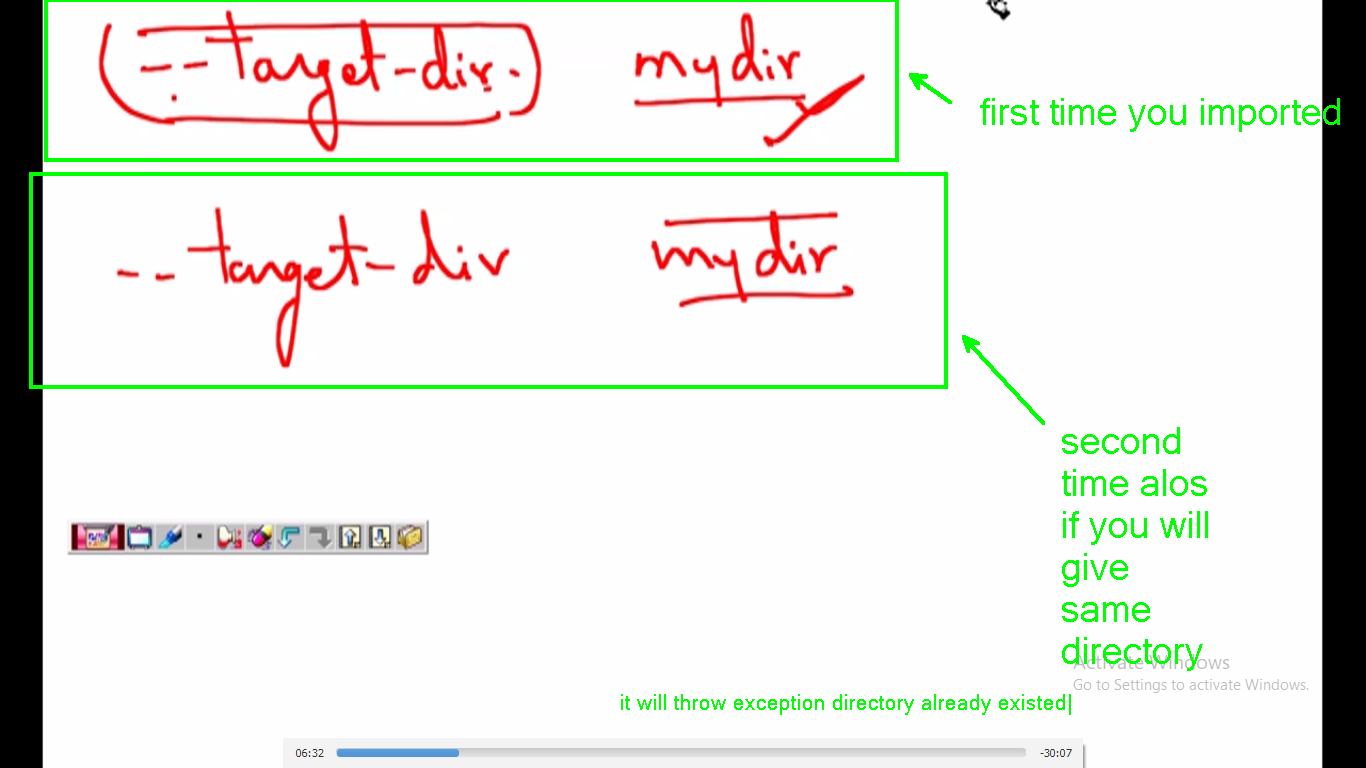 --target-dir. mydir
first time you imported
--target-dir mydir
second
time alos
if you will
give
same
directory
Activate Windows
Go to Settings to activate Windows.
it will throw exception directory already existed
06:32 -30:07